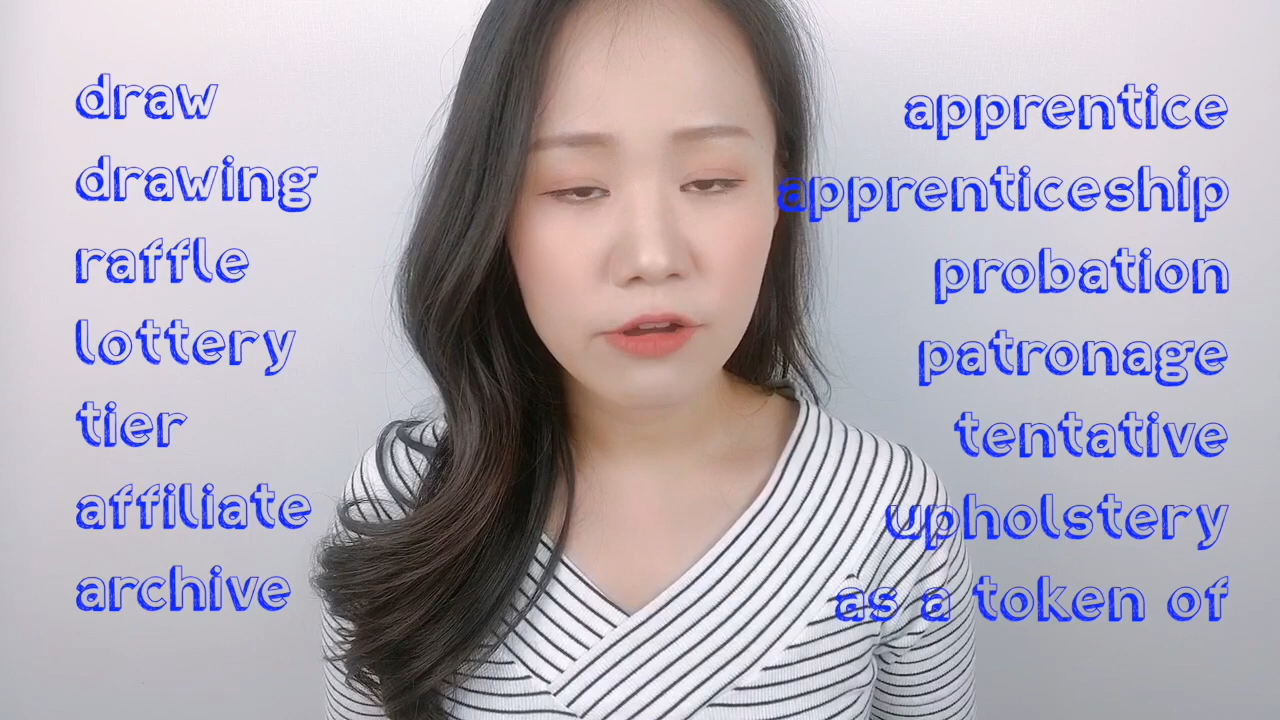 draw
drawing
raffle
lottery
tier
affiliate
archive
apprentice
apprenticeship
probation
patronage
tentative
upholstery
as a token of